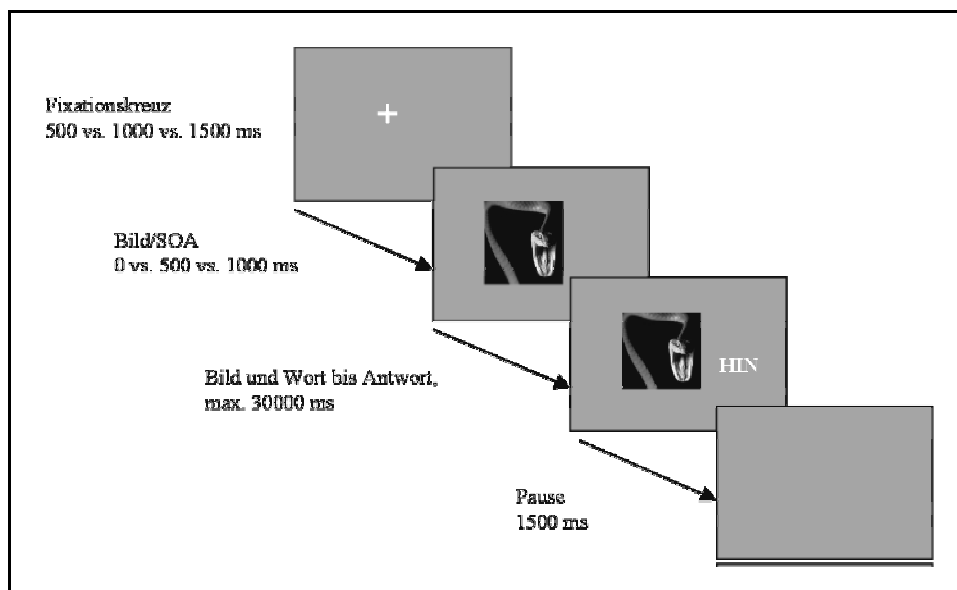 Fixationskreuz
500 vs. 1000 vs. 1500 ms
Bild/SOA
0 vs. 500 vs. 1000 ms
Bild und Wort bis Antwort,
max. 30000 ms
HIN
Pause
1500 ms